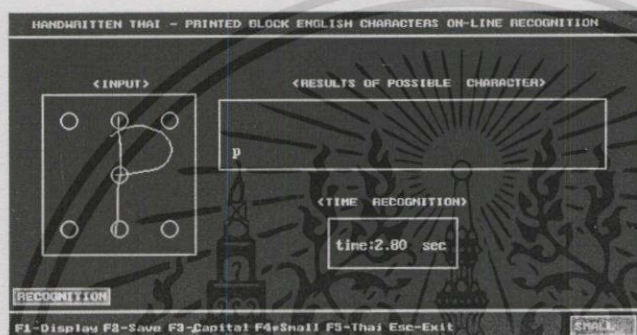 HANDWRITTEN THAI - PRINTED BLOCK ENGLISH CHARACTERS ON-LINE RECOGNITION
<INPUT>
<RESULTS OF POSSIBLE CHARACTER>
p
<TIME RECOGNITION>
time:2.80 sec
RECOGNITION
F1-Display F2-Save F3-Capital F4-Small F5-Thai Esc-Exit
SMALL